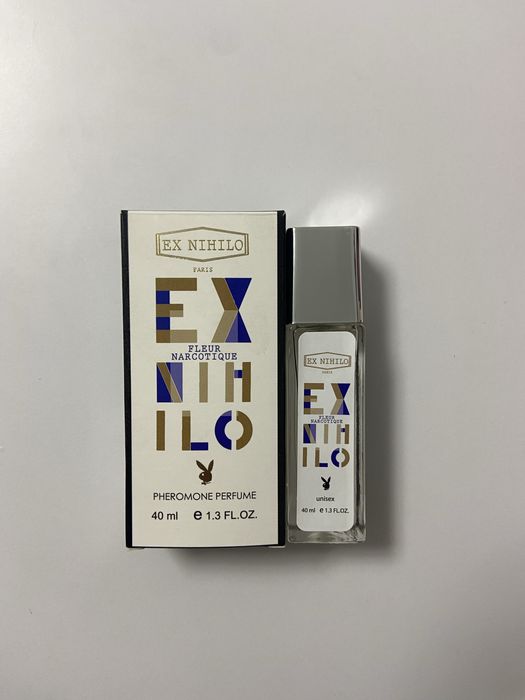 EX NIHILO
PARIS
EX
FLEUR
NARCOTIQUE
NIH
ILO
PHEROMONE PERFUME
40 ml e 1.3 FL.OZ.
EX NIHILO
PARIS
EX
FLEUR
NARCOTIQUE
NIH
ILO
unisex
40 ml e 1.3 FL.OZ.